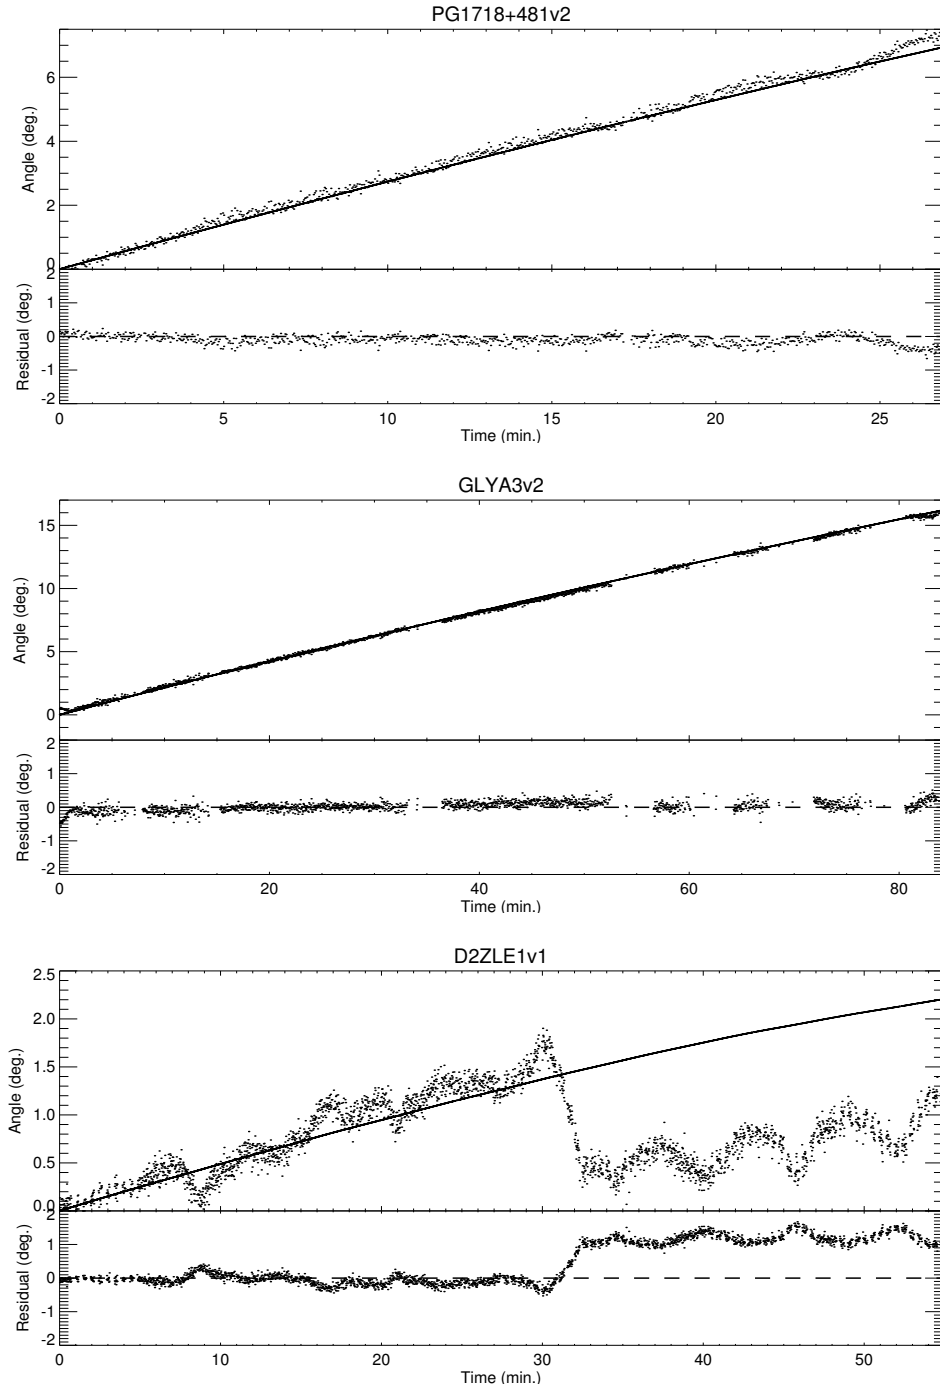 PG1718+481v2
6
4
2
0
Angle (deg.)
2
1
0
-1
-2
Residual (deg.)
0 5 10 15 20 25
Time (min.)
GLYA3v2
15
10
5
0
Angle (deg.)
2
1
0
-1
-2
Residual (deg.)
0 20 40 60 80
Time (min.)
D2ZLE1v1
2.5
2.0
1.5
1.0
0.5
0.0
Angle (deg.)
2
1
0
-1
-2
Residual (deg.)
0 10 20 30 40 50
Time (min.)